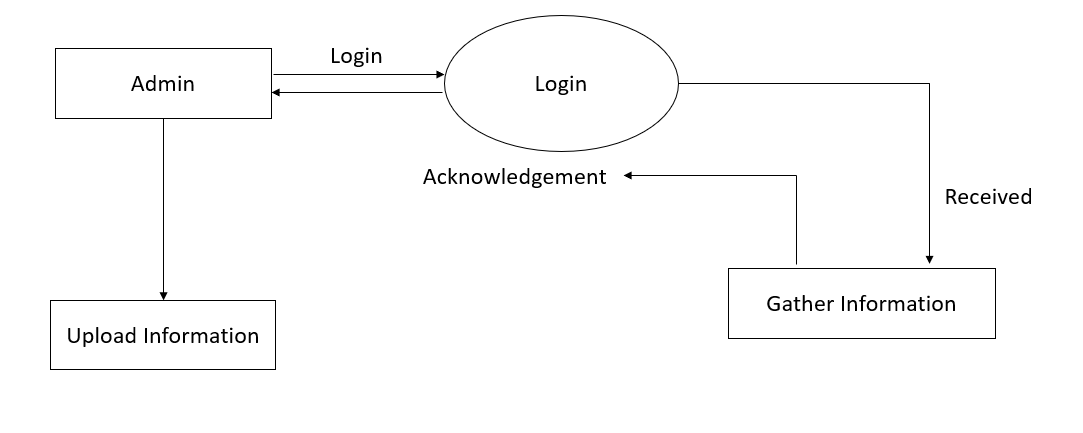 Login
Admin
Login
Acknowledgement
Received
Gather Information
Upload Information